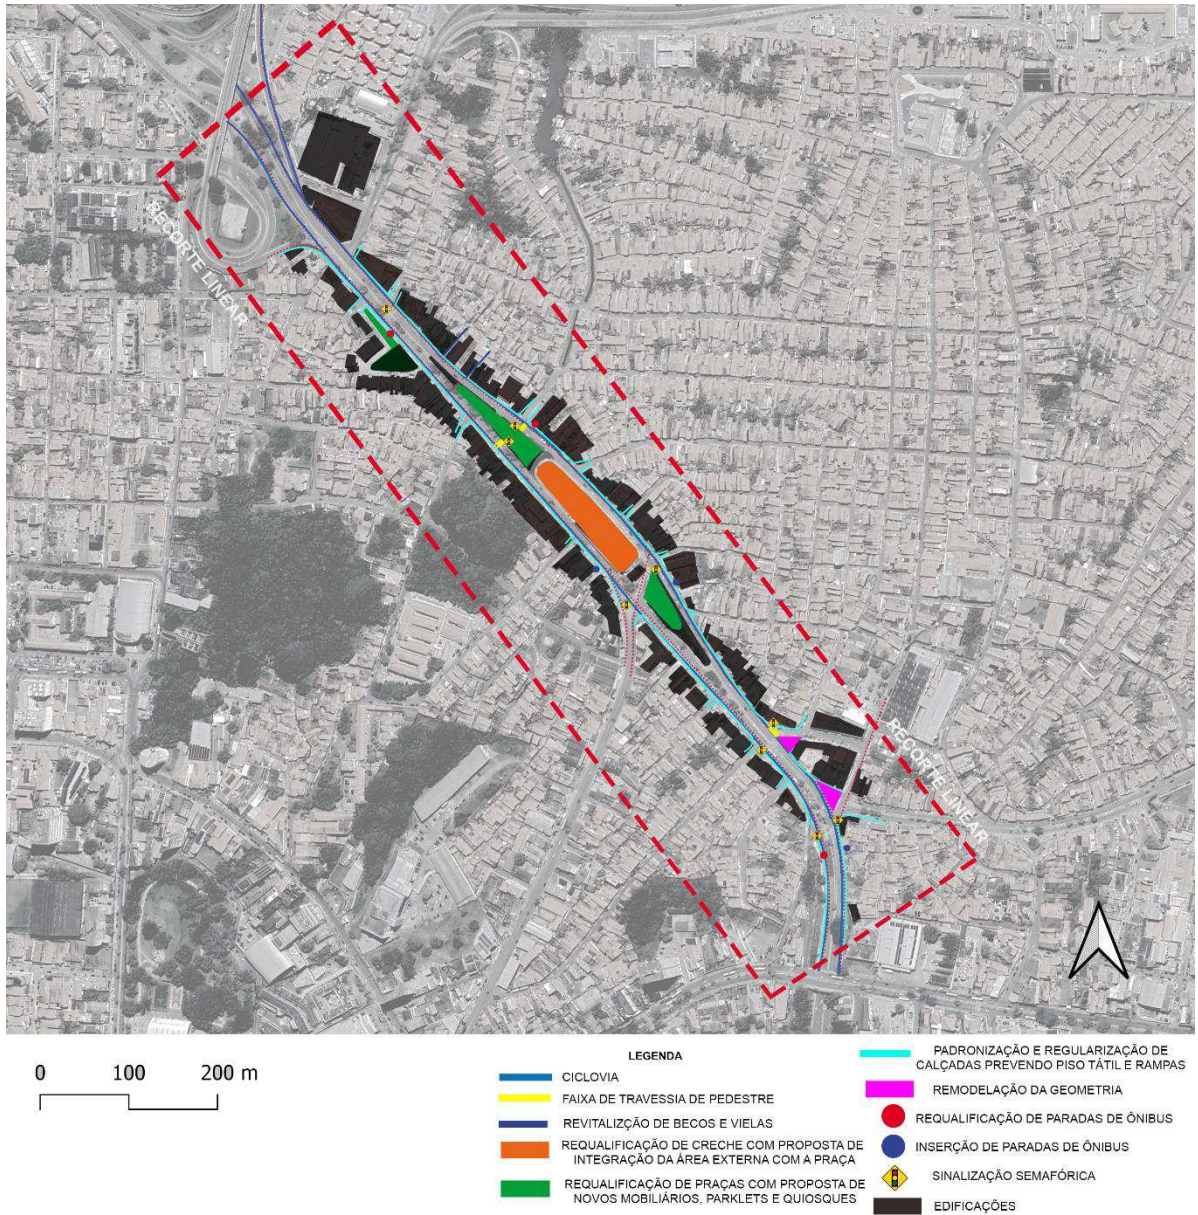 RECORTE LINEAR
RECORTE LINEAR
0 100 200 m
LEGENDA
CICLOVIA
FAIXA DE TRAVESSIA DE PEDESTRE
REVITALIZÇÃO DE BECOS E VIELAS
REQUALIFICAÇÃO DE CRECHE COM PROPOSTA DE
INTEGRAÇÃO DA ÁREA EXTERNA COM A PRAÇA
REQUALIFICAÇÃO DE PRAÇAS COM PROPOSTA DE
NOVOS MOBILIÁRIOS, PARKLETS E QUIOSQUES
PADRONIZAÇÃO E REGULARIZAÇÃO DE
CALÇADAS PREVENDO PISO TÁTIL E RAMPAS
REMODELAÇÃO DA GEOMETRIA
REQUALIFICAÇÃO DE PARADAS DE ÔNIBUS
INSERÇÃO DE PARADAS DE ÔNIBUS
SINALIZAÇÃO SEMAFÓRICA
EDIFICAÇÕES